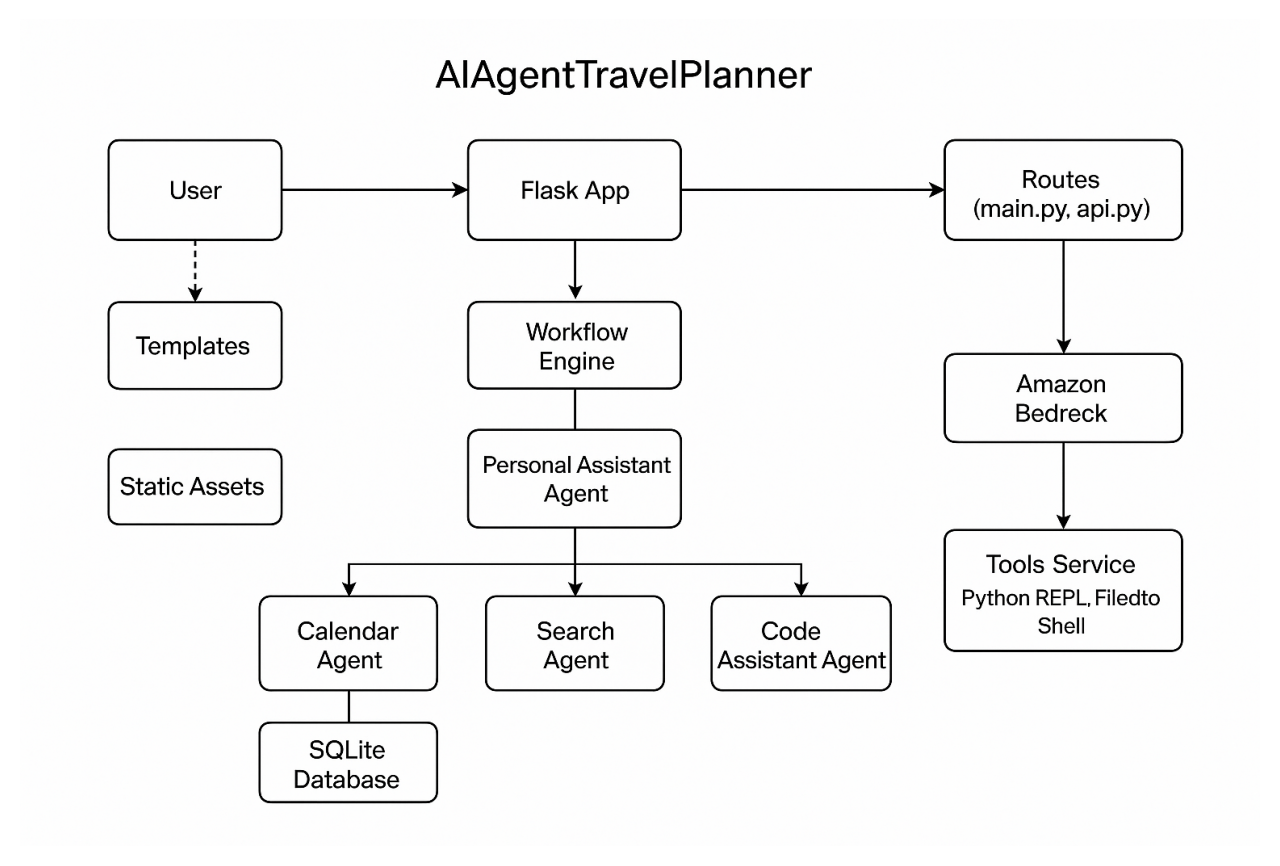 AIAgentTravelPlanner
User
Flask App
Routes
(main.py, api.py)
Templates
Workflow
Engine
Amazon
Bedreck
Static Assets
Personal Assistant
Agent
Tools Service
Python REPL, Filedto
Shell
Calendar
Agent
Search
Agent
Code
Assistant Agent
SQLite
Database